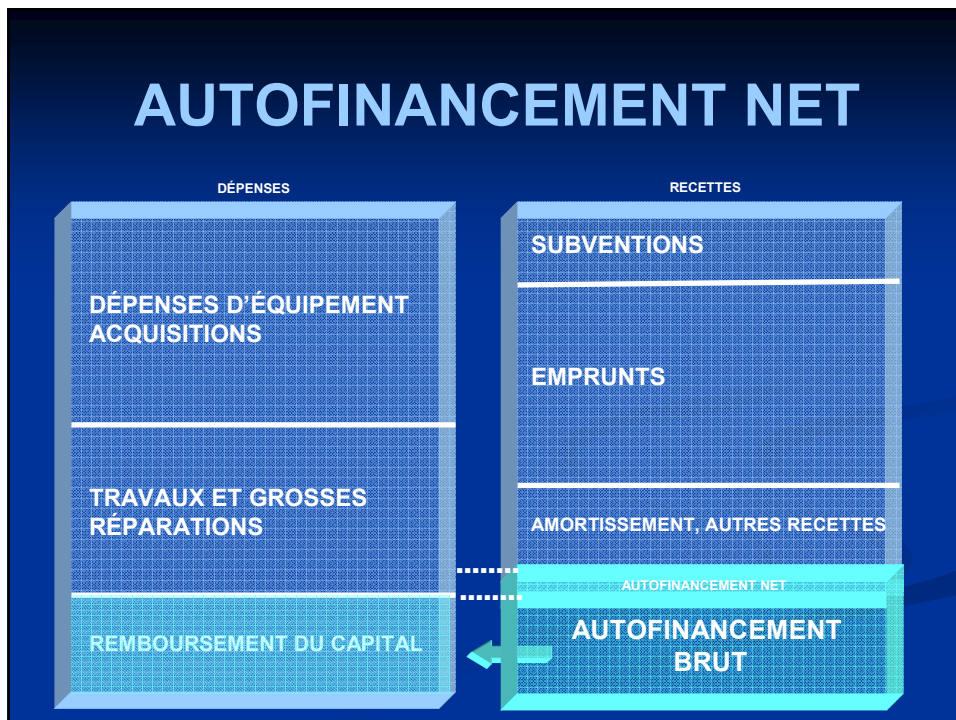 AUTOFINANCEMENT NET
DÉPENSES
DÉPENSES D’ÉQUIPEMENT
ACQUISITIONS
TRAVAUX ET GROSSES
RÉPARATIONS
REMBOURSEMENT DU CAPITAL
RECETTES
SUBVENTIONS
EMPRUNTS
AMORTISSEMENT, AUTRES RECETTES
AUTOFINANCEMENT NET
AUTOFINANCEMENT
BRUT